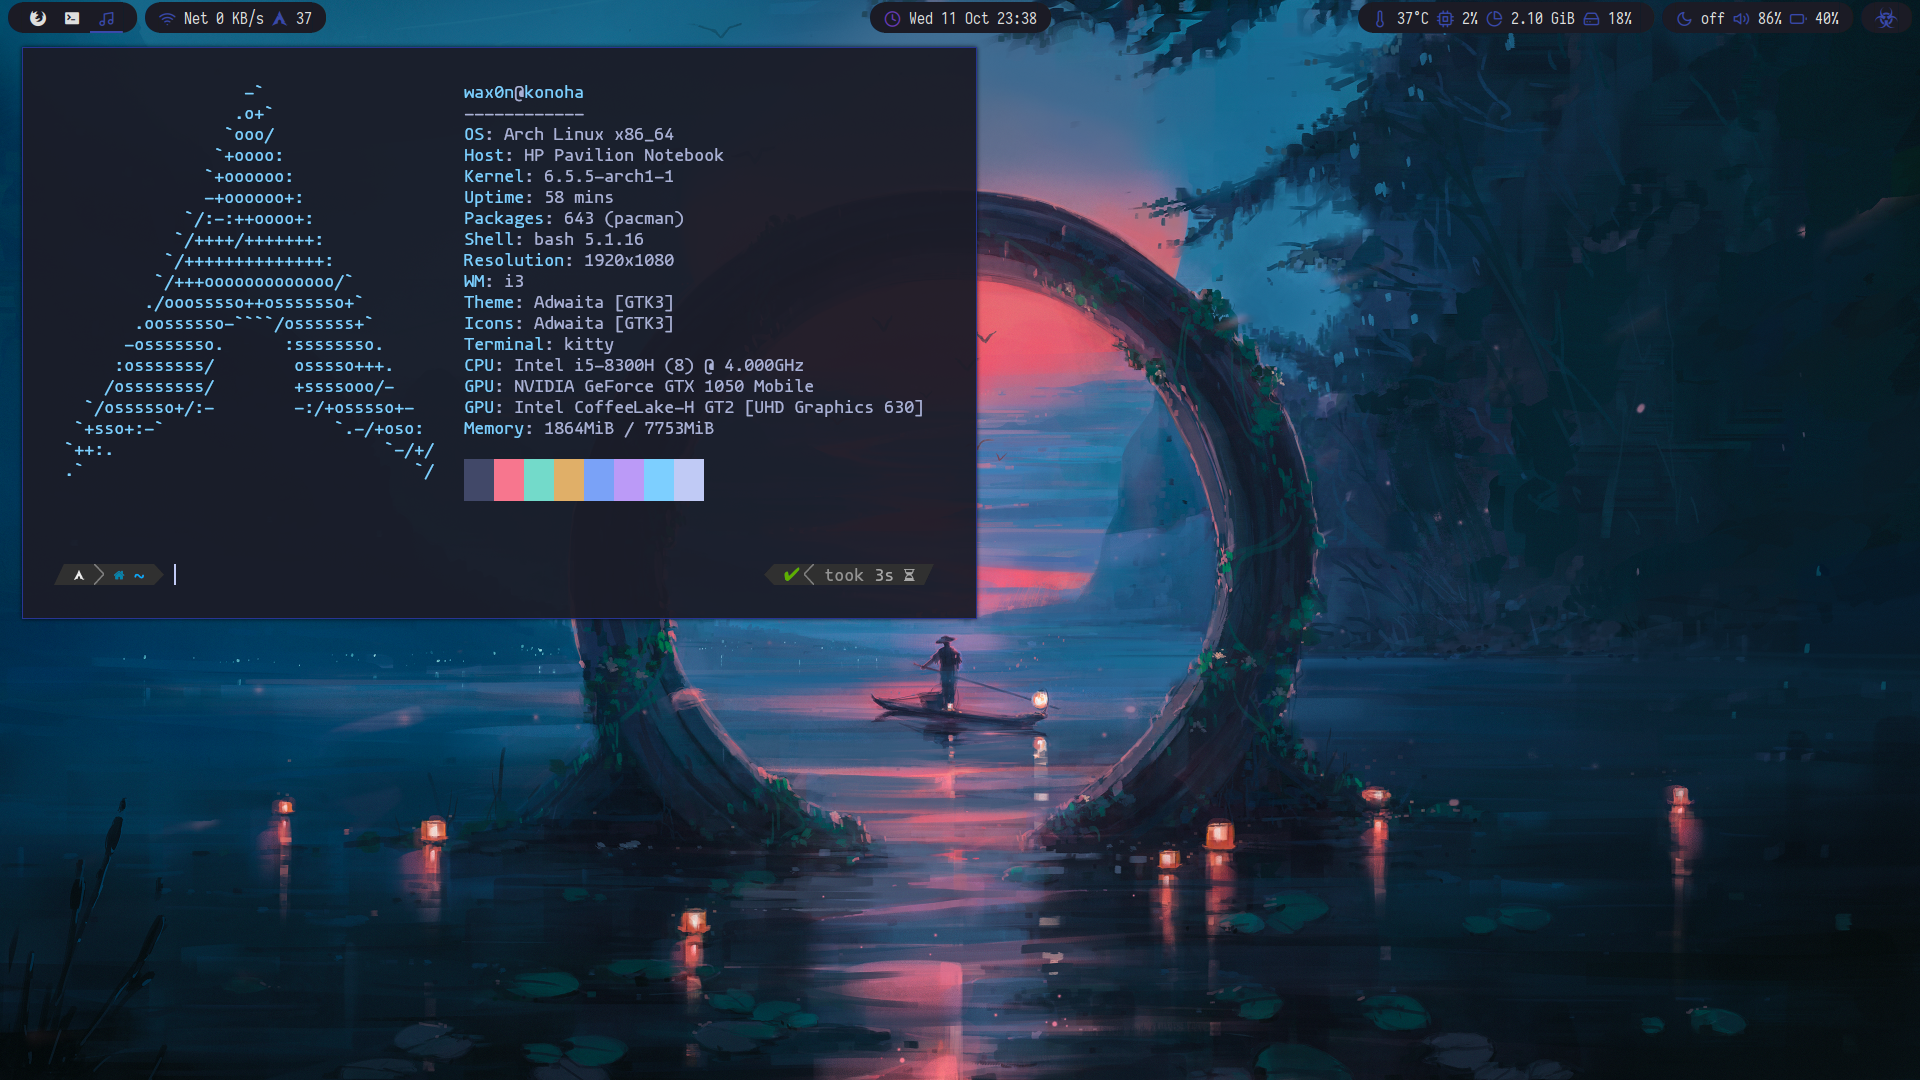 Net 0 KB/s 37
Wed 11 Oct 23:38
37°C 2% 2.10 GiB 18%
off 86% 40%
-`
.o+`
`ooo/
`+oooo:
`+oooooo:
-+oooooo+:
`/:-:++oooo+:
`/++++/+++++++:
`/++++++++++++++:
`/+++ooooooooooooo/`
./ooosssso++osssssso+`
.oossssso-````/ossssss+`
-osssssso.      :ssssssso.
:osssssss/        osssso+++.
/ossssssss/        +ssssooo/-
`/ossssso+/:-        -:/+osssso+-
`+sso+:-`                 `.-/+oso:
`++:.                           `-/+/
.`                                 `/
wax0n@konoha
------------
OS: Arch Linux x86_64
Host: HP Pavilion Notebook
Kernel: 6.5.5-arch1-1
Uptime: 58 mins
Packages: 643 (pacman)
Shell: bash 5.1.16
Resolution: 1920x1080
WM: i3
Theme: Adwaita [GTK3]
Icons: Adwaita [GTK3]
Terminal: kitty
CPU: Intel i5-8300H (8) @ 4.000GHz
GPU: NVIDIA GeForce GTX 1050 Mobile
GPU: Intel CoffeeLake-H GT2 [UHD Graphics 630]
Memory: 1864MiB / 7753MiB
~
took 3s